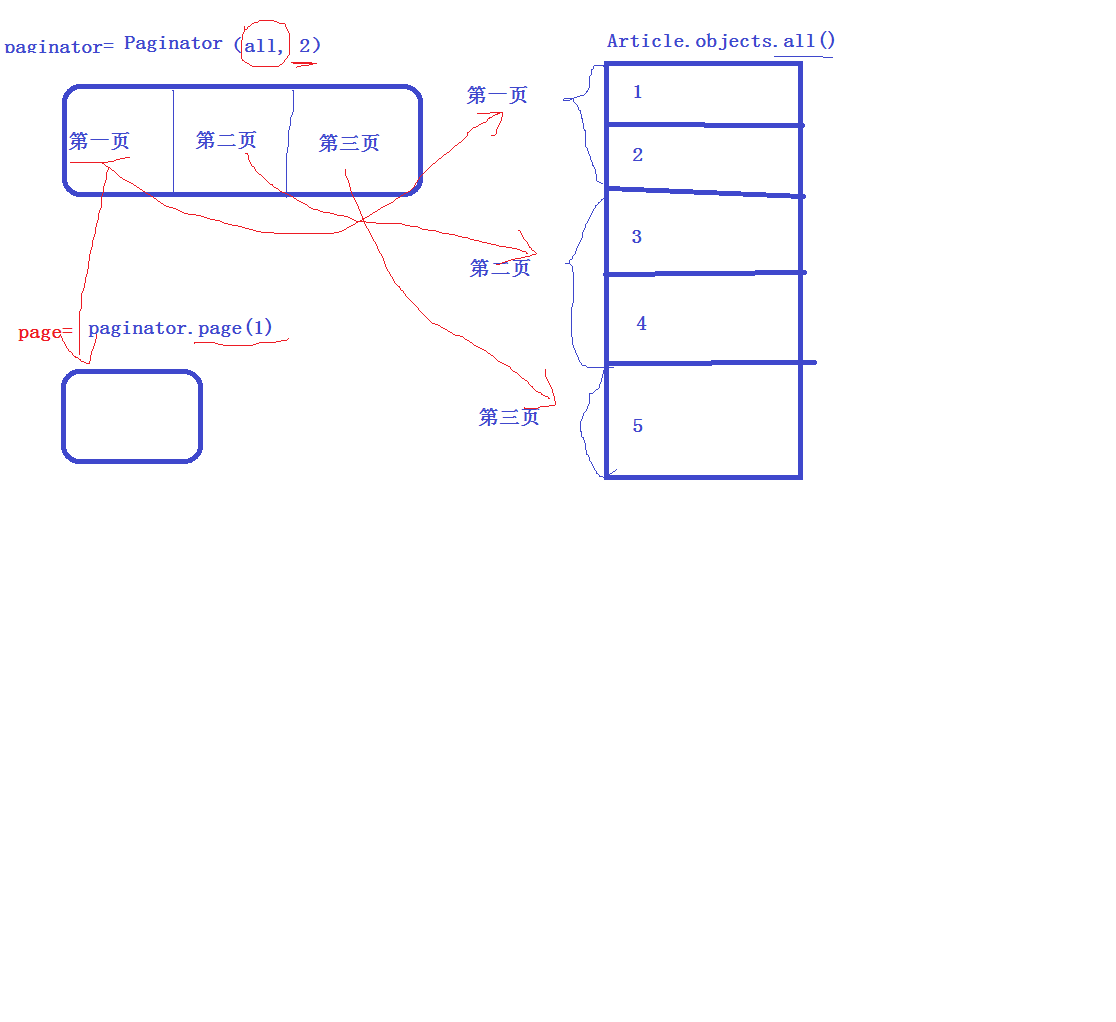 paginator= Paginator (all, 2)
第一页 第二页 第三页
page= paginator.page(1)
第一页
第二页
第三页
Article.objects.all()
1
2
3
4
5